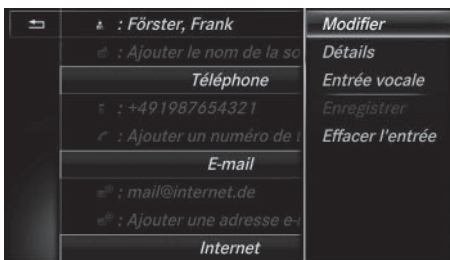 : Förster, Frank
: Ajouter le nom de la so
Téléphone
: +491987654321
: Ajouter un numéro de t
E-mail
: mail@internet.de
: Ajouter une adresse e-
Internet
Modifier
Détails
Entrée vocale
Enregistrer
Effacer l'entrée